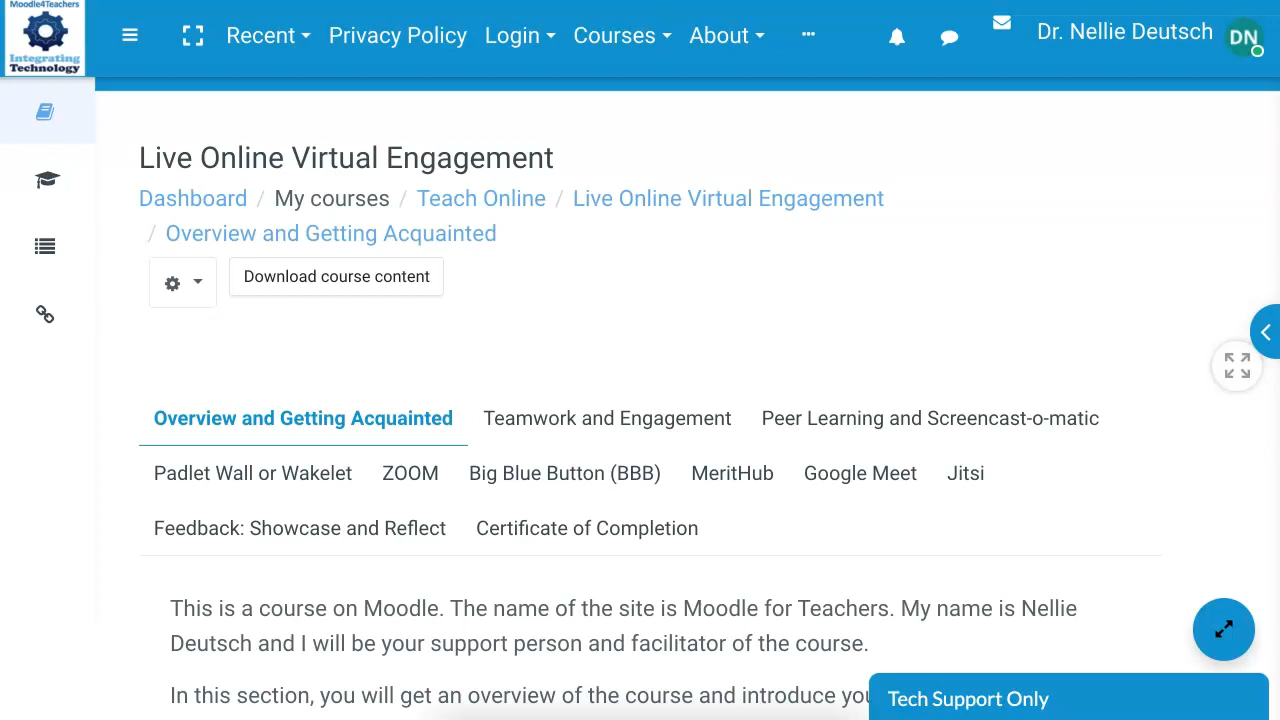 Moodle4Teachers
Integrating
Technology
Recent Privacy Policy Login Courses About ...
Dr. Nellie Deutsch DN
Live Online Virtual Engagement
Dashboard / My courses / Teach Online / Live Online Virtual Engagement
/ Overview and Getting Acquainted
Download course content
Overview and Getting Acquainted Teamwork and Engagement Peer Learning and Screencast-o-matic
Padlet Wall or Wakelet ZOOM Big Blue Button (BBB) MeritHub Google Meet Jitsi
Feedback: Showcase and Reflect Certificate of Completion
This is a course on Moodle. The name of the site is Moodle for Teachers. My name is Nellie
Deutsch and I will be your support person and facilitator of the course.
In this section, you will get an overview of the course and introduce
Tech Support Only